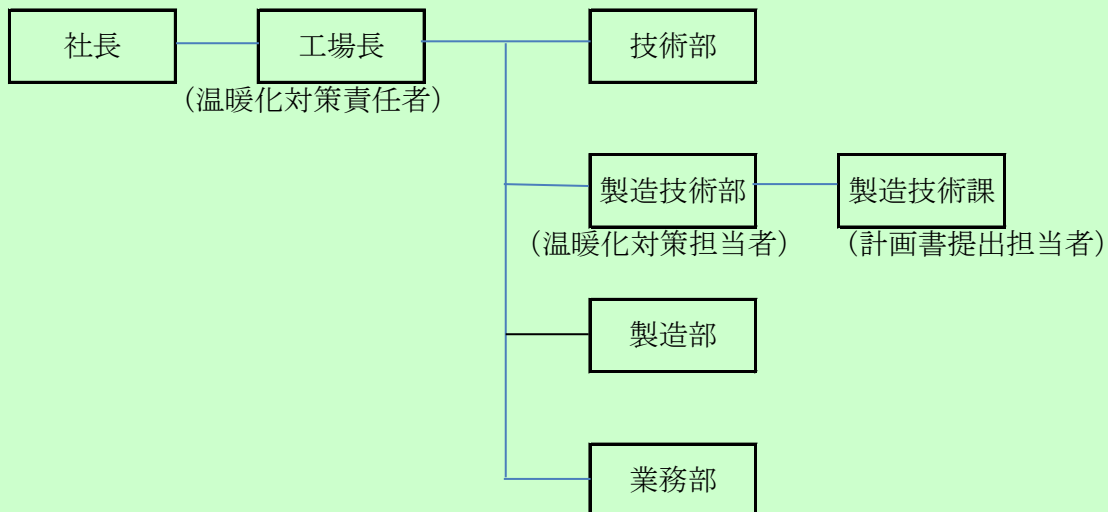 社長
工場長
技術部
（温暖化対策責任者）
製造技術部
製造技術課
（温暖化対策担当者）
（計画書提出担当者）
製造部
業務部